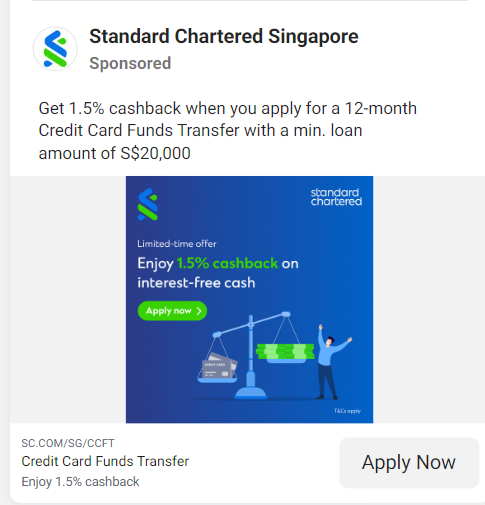 Standard Chartered Singapore
Sponsored
Get 1.5% cashback when you apply for a 12-month
Credit Card Funds Transfer with a min. loan
amount of S$20,000
standard
chartered
Limited-time offer
Enjoy 1.5% cashback on
interest-free cash
Apply now
CREDIT CARD
T&Cs apply
SC.COM/SG/CCFT
Credit Card Funds Transfer
Enjoy 1.5% cashback
Apply Now